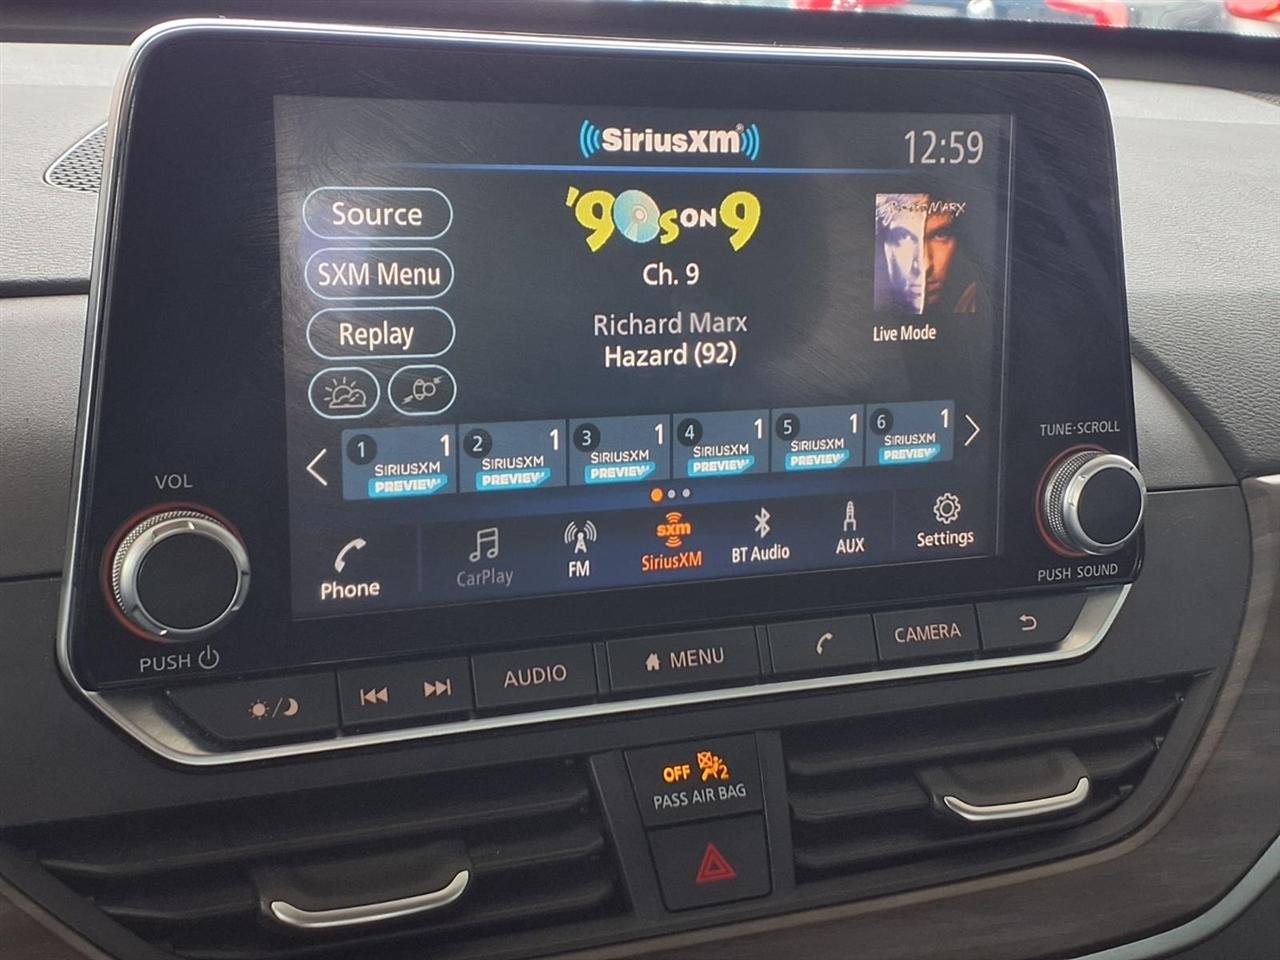 SiriusXM®
12:59
Source
SXM Menu
Replay
'90s ON 9
Ch. 9
Richard Marx
Hazard (92)
RICHARD MARX
Live Mode
1 1 SIRIUSXM PREVIEW
2 1 SIRIUSXM PREVIEW
3 1 SIRIUSXM PREVIEW
4 1 SIRIUSXM PREVIEW
5 1 SIRIUSXM PREVIEW
6 1 SIRIUSXM PREVIEW
Phone
CarPlay
FM
sxm
SiriusXM
BT Audio
AUX
Settings
VOL
PUSH
TUNE·SCROLL
PUSH SOUND
AUDIO
MENU
CAMERA
OFF 2
PASS AIR BAG